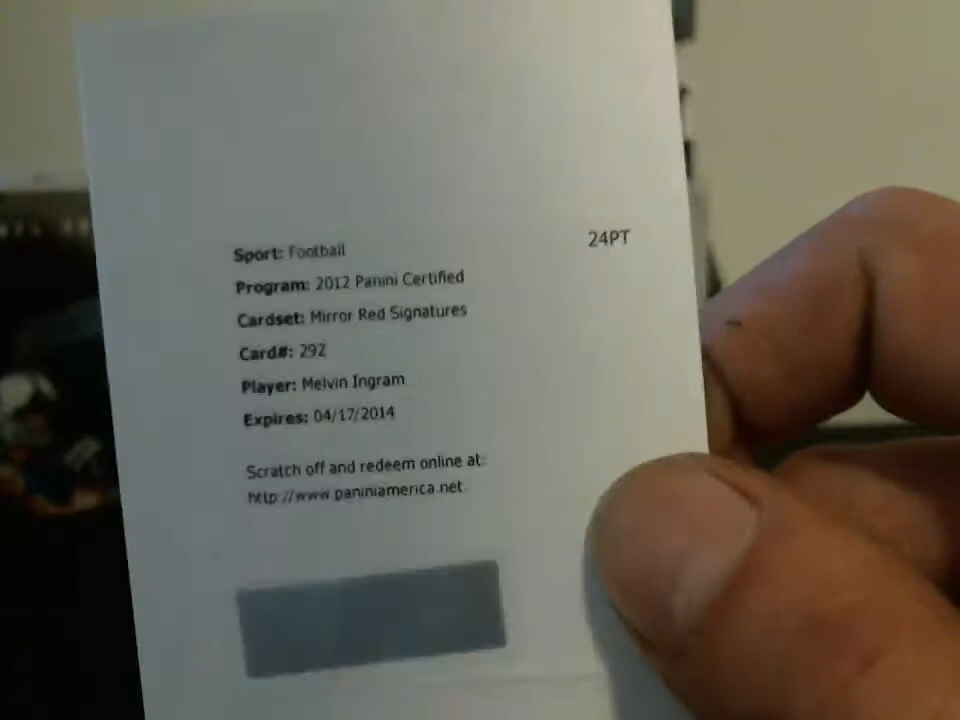 24PT
Sport: Football
Program: 2012 Panini Certified
Cardset: Mirror Red Signatures
Card#: 292
Player: Melvin Ingram
Expires: 04/17/2014
Scratch off and redeem online at:
http://www.paniniamerica.net